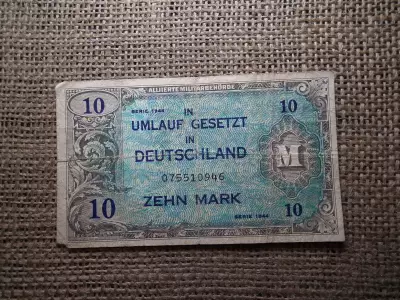 ALLIIERTE MILITÄRBEHÖRDE
10 SERIE 1944 IN 10
UMLAUF GESETZT
IN
DEUTSCHLAND
M
075510946
ZEHN MARK
10 SERIE 1944 10